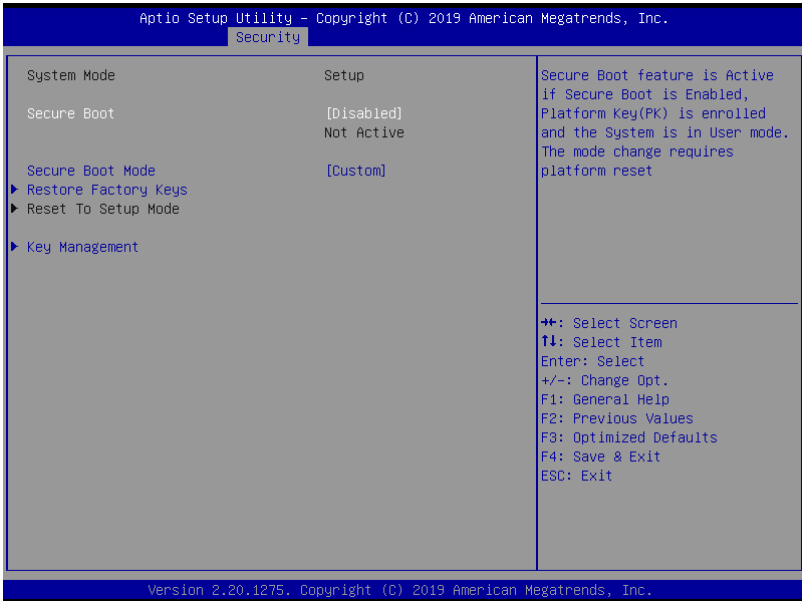 Aptio Setup Utility – Copyright (C) 2019 American Megatrends, Inc.
Security
System Mode Setup
Secure Boot [Disabled]
Not Active
Secure Boot Mode [Custom]
Restore Factory Keys
Reset To Setup Mode
Key Management
Secure Boot feature is Active
if Secure Boot is Enabled,
Platform Key(PK) is enrolled
and the System is in User mode.
The mode change requires
platform reset
→←: Select Screen
↑↓: Select Item
Enter: Select
+/-: Change Opt.
F1: General Help
F2: Previous Values
F3: Optimized Defaults
F4: Save & Exit
ESC: Exit
Version 2.20.1275. Copyright (C) 2019 American Megatrends, Inc.